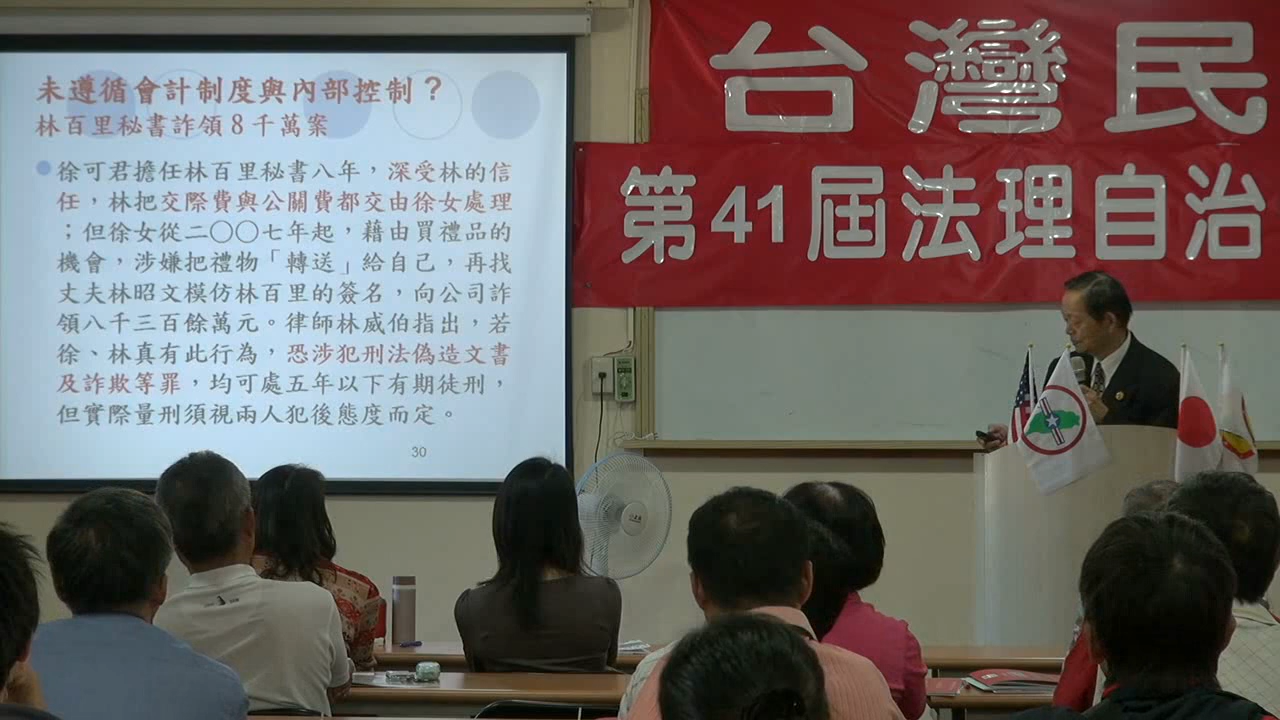 未遵循會計制度與內部控制？
林百里秘書詐領8千萬案
徐可君擔任林百里秘書八年，深受林的信
任，林把交際費與公關費都交由徐女處理
；但徐女從二〇〇七年起，藉由買禮品的
機會，涉嫌把禮物「轉送」給自己，再找
丈夫林昭文模仿林百里的簽名，向公司詐
領八千三百餘萬元。律師林威伯指出，若
徐、林真有此行為，恐涉犯刑法偽造文書
及詐欺等罪，均可處五年以下有期徒刑，
但實際量刑須視兩人犯後態度而定。
30
台灣民
第41屆法理自治